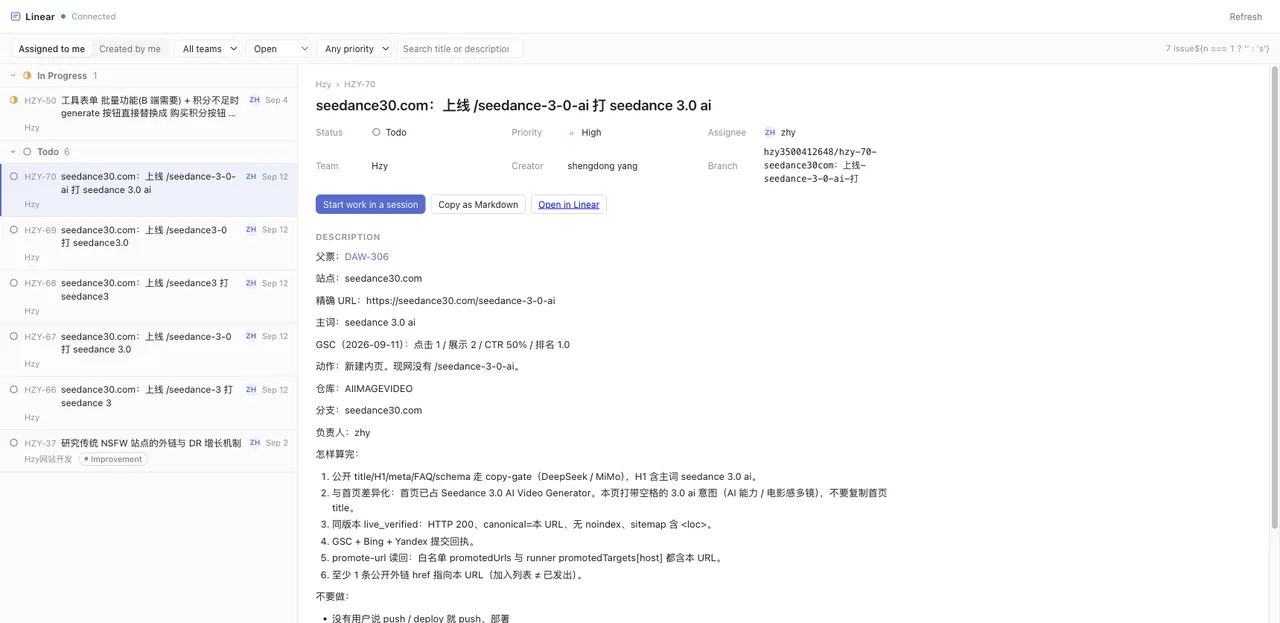 Linear Connected Refresh
Assigned to me Created by me All teams Open Any priority Search title or description 7 issue${n === 1 ? '' : 's'}
In Progress 1
HZY-50 工具表单 批量功能(B 端需要) + 积分不足时 ZH Sep 4
generate 按钮直接替换成 购买积分按钮 ...
Hzy
Todo 6
HZY-70 seedance30.com：上线 /seedance-3-0- ZH Sep 12
ai 打 seedance 3.0 ai
Hzy
HZY-69 seedance30.com：上线 /seedance3-0 ZH Sep 12
打 seedance3.0
Hzy
HZY-68 seedance30.com：上线 /seedance3 打 ZH Sep 12
seedance3
Hzy
HZY-67 seedance30.com：上线 /seedance-3-0 ZH Sep 12
打 seedance 3.0
Hzy
HZY-66 seedance30.com：上线 /seedance-3 打 ZH Sep 12
seedance 3
Hzy
HZY-37 研究传统 NSFW 站点的外链与 DR 增长机制 ZH Sep 2
Hzy网站开发 Improvement
Hzy › HZY-70
seedance30.com：上线 /seedance-3-0-ai 打 seedance 3.0 ai
Status Todo Priority High Assignee ZH zhy
Team Hzy Creator shengdong yang Branch hzy3500412648/hzy-70-
seedance30com：上线-
seedance-3-0-ai-打
Start work in a session Copy as Markdown Open in Linear
DESCRIPTION
父票：DAW-306
站点：seedance30.com
精确 URL：https://seedance30.com/seedance-3-0-ai
主词：seedance 3.0 ai
GSC（2026-09-11）：点击 1 / 展示 2 / CTR 50% / 排名 1.0
动作：新建内页。现网没有 /seedance-3-0-ai。
仓库：AIIMAGEVIDEO
分支：seedance30.com
负责人：zhy
怎样算完：
1. 公开 title/H1/meta/FAQ/schema 走 copy-gate（DeepSeek / MiMo），H1 含主词 seedance 3.0 ai。
2. 与首页差异化：首页已占 Seedance 3.0 AI Video Generator。本页打带空格的 3.0 ai 意图（AI 能力 / 电影感多镜），不要复制首页
title。
3. 同版本 live_verified：HTTP 200、canonical=本 URL、无 noindex、sitemap 含 <loc>。
4. GSC + Bing + Yandex 提交回执。
5. promote-url 读回：白名单 promotedUrls 与 runner promotedTargets[host] 都含本 URL。
6. 至少 1 条公开外链 href 指向本 URL（加入列表 ≠ 已发出）。
不要做：
• 没有用户说 push / deploy 就 push、部署